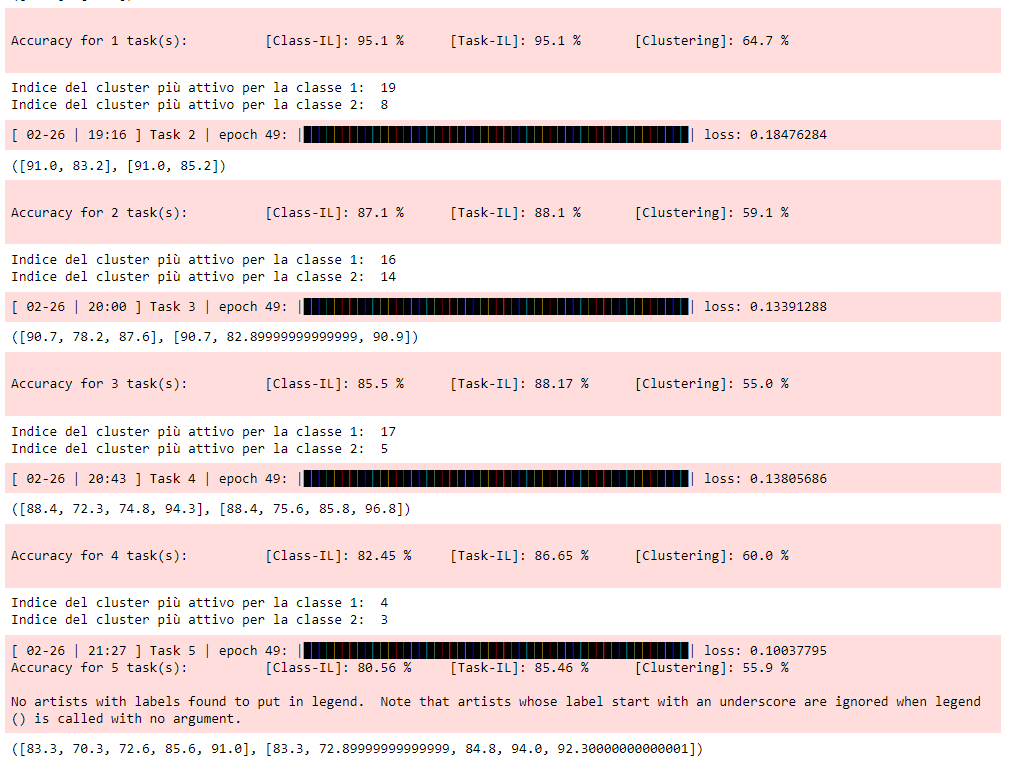 Accuracy for 1 task(s): [Class-IL]: 95.1 % [Task-IL]: 95.1 % [Clustering]: 64.7 %
Indice del cluster più attivo per la classe 1: 19
Indice del cluster più attivo per la classe 2: 8
[ 02-26 | 19:16 ] Task 2 | epoch 49: || loss: 0.18476284
([91.0, 83.2], [91.0, 85.2])
Accuracy for 2 task(s): [Class-IL]: 87.1 % [Task-IL]: 88.1 % [Clustering]: 59.1 %
Indice del cluster più attivo per la classe 1: 16
Indice del cluster più attivo per la classe 2: 14
[ 02-26 | 20:00 ] Task 3 | epoch 49: || loss: 0.13391288
([90.7, 78.2, 87.6], [90.7, 82.89999999999999, 90.9])
Accuracy for 3 task(s): [Class-IL]: 85.5 % [Task-IL]: 88.17 % [Clustering]: 55.0 %
Indice del cluster più attivo per la classe 1: 17
Indice del cluster più attivo per la classe 2: 5
[ 02-26 | 20:43 ] Task 4 | epoch 49: || loss: 0.13805686
([88.4, 72.3, 74.8, 94.3], [88.4, 75.6, 85.8, 96.8])
Accuracy for 4 task(s): [Class-IL]: 82.45 % [Task-IL]: 86.65 % [Clustering]: 60.0 %
Indice del cluster più attivo per la classe 1: 4
Indice del cluster più attivo per la classe 2: 3
[ 02-26 | 21:27 ] Task 5 | epoch 49: || loss: 0.10037795
Accuracy for 5 task(s): [Class-IL]: 80.56 % [Task-IL]: 85.46 % [Clustering]: 55.9 %
No artists with labels found to put in legend.  Note that artists whose label start with an underscore are ignored when legend
() is called with no argument.
([83.3, 70.3, 72.6, 85.6, 91.0], [83.3, 72.89999999999999, 84.8, 94.0, 92.30000000000001])